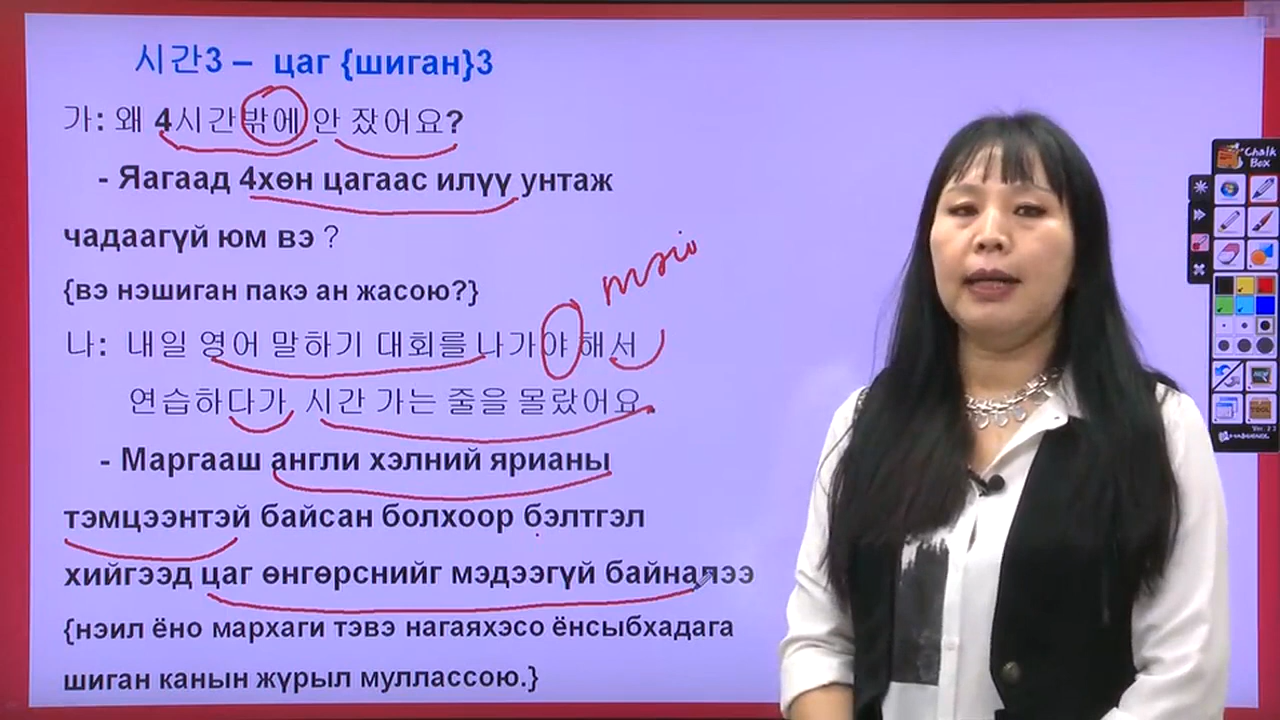 시간3 – цаг {шиган}3
가: 왜 4시간밖에 안 잤어요?
- Яагаад 4хөн цагаас илүү унтаж
чадаагүй юм вэ ?
{вэ нэшиган пакэ ан жасою?}
나: 내일 영어 말하기 대회를 나가야 해서
연습하다가 시간 가는 줄을 몰랐어요.
- Маргааш англи хэлний ярианы
тэмцээнтэй байсан болхоор бэлтгэл
хийгээд цаг өнгөрснийг мэдээгүй байналээ
{нэил ёно мархаги тэвэ нагаяхэсо ёнсыбхадага
шиган канын жүрыл муллассою.}
Chalk
Box